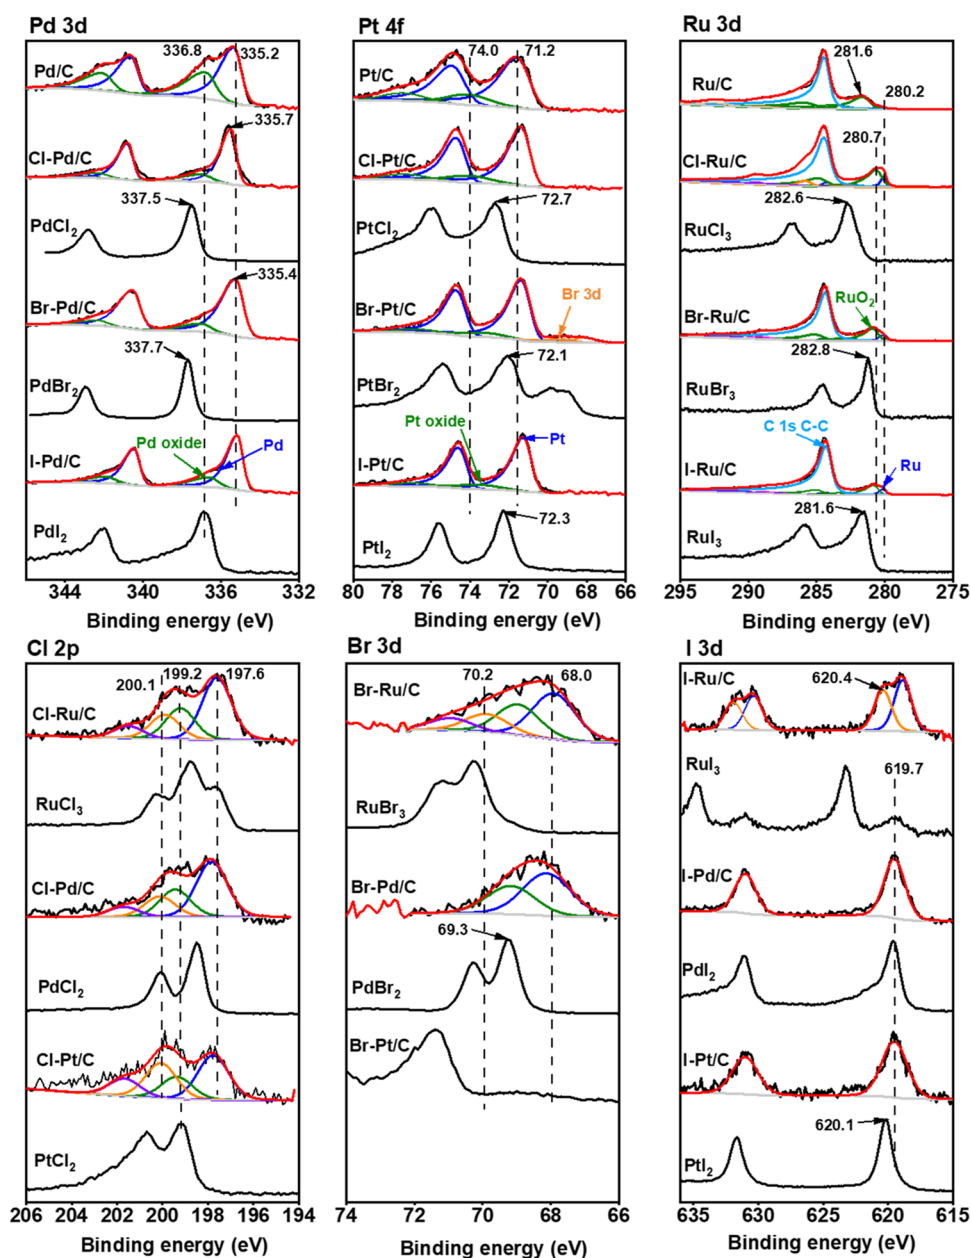 Pd 3d
336.8
335.2
Pd/C
335.7
Cl-Pd/C
337.5
PdCl2
335.4
Br-Pd/C
337.7
PdBr2
Pd oxide
Pd
I-Pd/C
PdI2
344 340 336 332
Binding energy (eV)
Pt 4f
74.0
71.2
Pt/C
Cl-Pt/C
72.7
PtCl2
Br-Pt/C
Br 3d
72.1
PtBr2
Pt oxide
Pt
I-Pt/C
72.3
PtI2
80 78 76 74 72 70 68 66
Binding energy (eV)
Ru 3d
281.6
Ru/C
280.2
280.7
Cl-Ru/C
282.6
RuCl3
RuO2
Br-Ru/C
282.8
RuBr3
C 1s C-C
I-Ru/C
Ru
281.6
RuI3
295 290 285 280 275
Binding energy (eV)
Cl 2p
200.1
199.2
197.6
Cl-Ru/C
RuCl3
Cl-Pd/C
PdCl2
Cl-Pt/C
PtCl2
206 204 202 200 198 196 194
Binding energy (eV)
Br 3d
70.2
68.0
Br-Ru/C
RuBr3
Br-Pd/C
69.3
PdBr2
Br-Pt/C
74 72 70 68 66
Binding energy (eV)
I 3d
I-Ru/C
620.4
RuI3
619.7
I-Pd/C
PdI2
I-Pt/C
620.1
PtI2
635 630 625 620 615
Binding energy (eV)